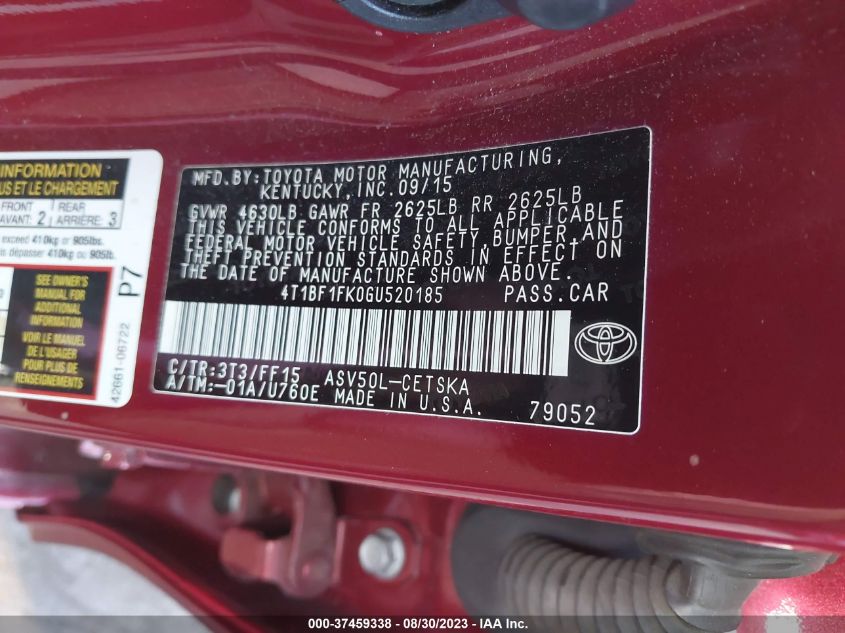 INFORMATION
US ET LE CHARGEMENT
FRONT
AVANT: 2
REAR
ARRIÈRE: 3
exceed 410kg or 905lbs.
is dépasser 410kg ou 905lb.
SEE OWNER'S
MANUAL FOR
ADDITIONAL
INFORMATION
VOIR LE MANUEL
DE L'USAGER
POUR PLUS DE
RENSEIGNEMENTS
P7
42661-06722
MFD.BY:TOYOTA MOTOR MANUFACTURING,
KENTUCKY, INC. 09/15
GVWR 4630LB GAWR FR 2625LB RR 2625LB
THIS VEHICLE CONFORMS TO ALL APPLICABLE
FEDERAL MOTOR VEHICLE SAFETY, BUMPER, AND
THEFT PREVENTION STANDARDS IN EFFECT ON
THE DATE OF MANUFACTURE SHOWN ABOVE.
4T1BF1FK0GU520185 PASS.CAR
C/TR:3T3/FF15 ASV50L-CETSKA
A/TM:-01A/U760E MADE IN U.S.A. 79052
000-37459338 - 08/30/2023 - IAA Inc.